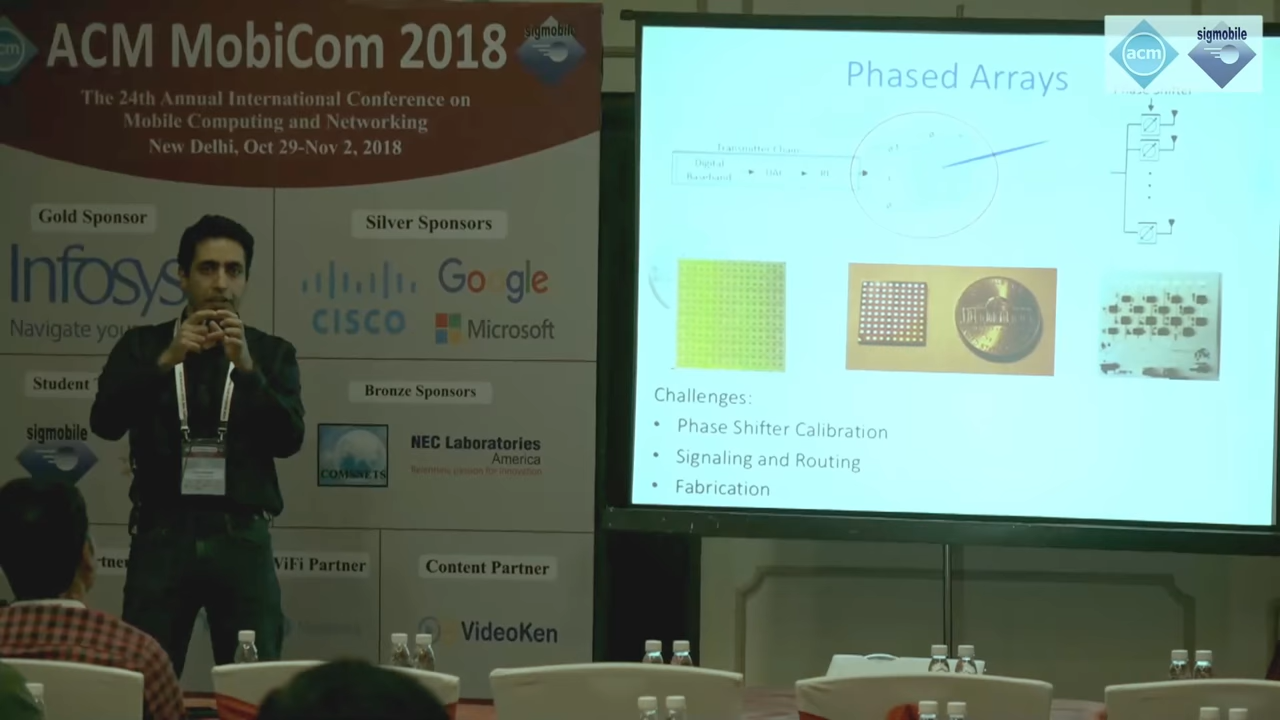 acm
ACM MobiCom 2018
sigmobile
The 24th Annual International Conference on
Mobile Computing and Networking
New Delhi, Oct 29-Nov 2, 2018
Gold Sponsor
Infosys
Navigate you
Silver Sponsors
CISCO
Google
Microsoft
Student
sigmobile
Bronze Sponsors
COMSNETS
NEC Laboratories
America
WiFi Partner
Content Partner
VideoKen
acm
sigmobile
Phased Arrays
Phase Shifter
Transmitter Chain
Digital
Baseband
Challenges:
• Phase Shifter Calibration
• Signaling and Routing
• Fabrication